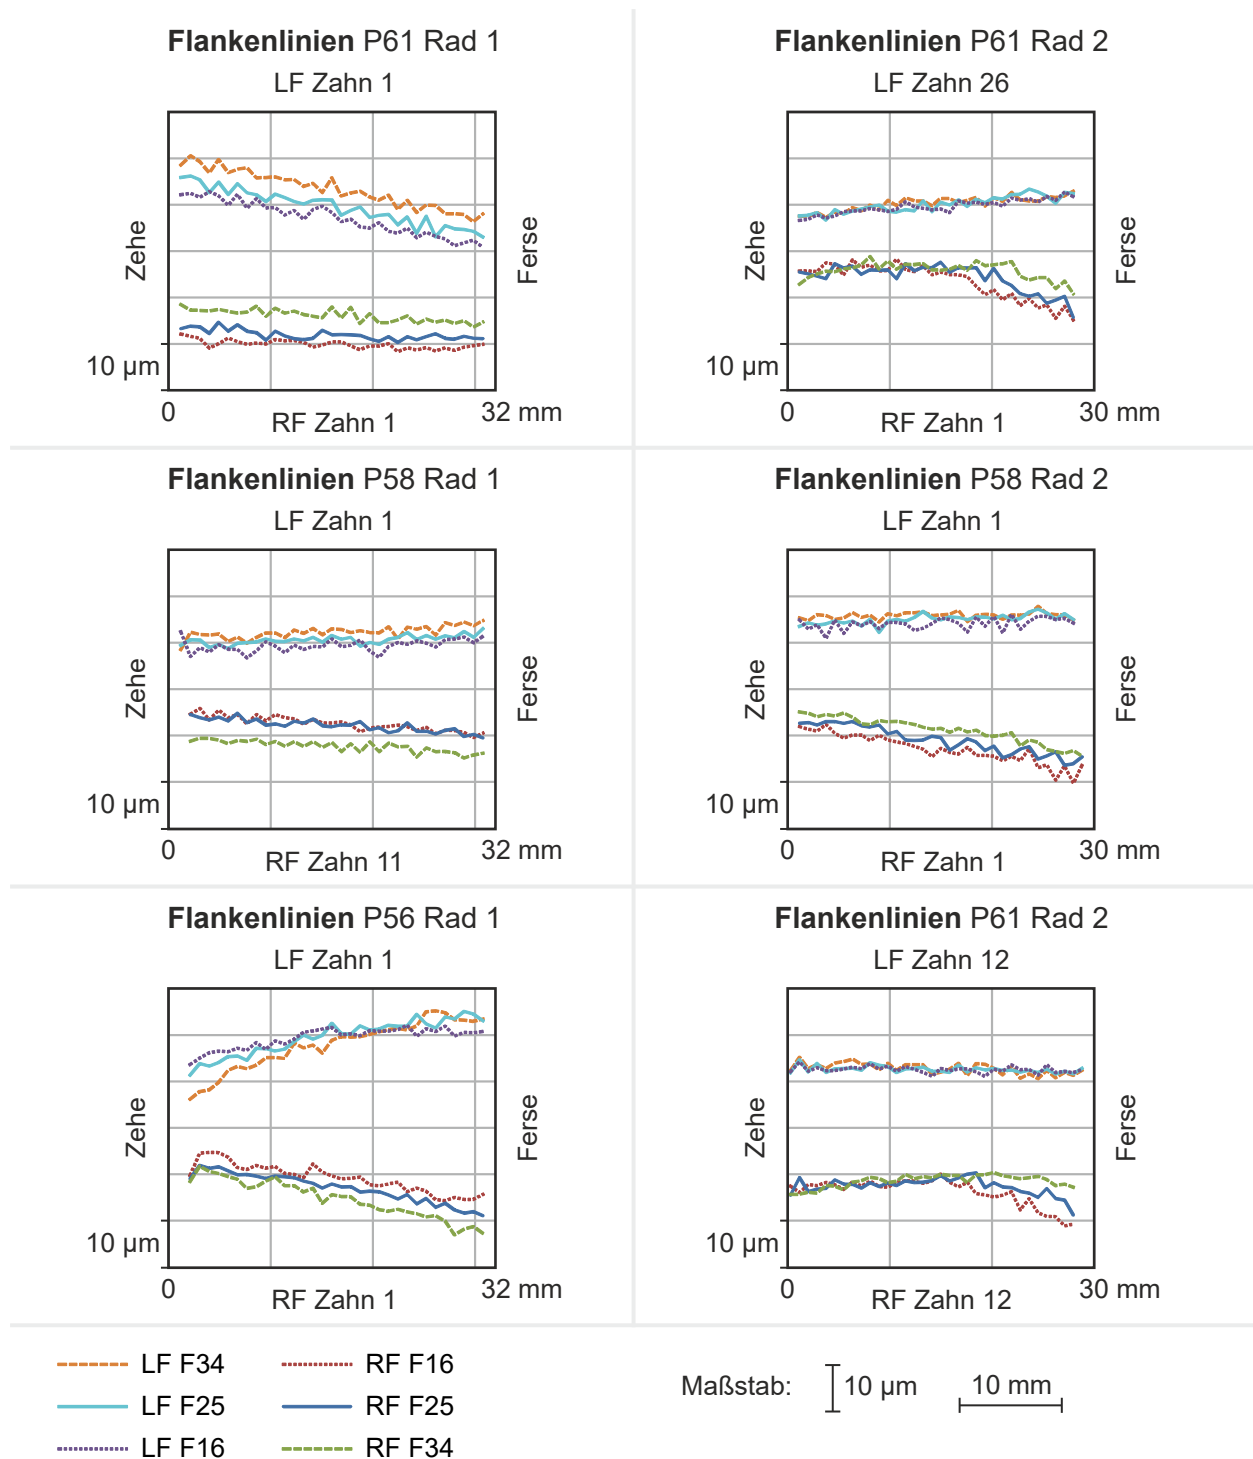 Flankenlinien P61 Rad 1
LF Zahn 1
Zehe
Ferse
10 µm
0
32 mm
RF Zahn 1
Flankenlinien P61 Rad 2
LF Zahn 26
Zehe
Ferse
10 µm
0
30 mm
RF Zahn 1
Flankenlinien P58 Rad 1
LF Zahn 1
Zehe
Ferse
10 µm
0
32 mm
RF Zahn 11
Flankenlinien P58 Rad 2
LF Zahn 1
Zehe
Ferse
10 µm
0
30 mm
RF Zahn 1
Flankenlinien P56 Rad 1
LF Zahn 1
Zehe
Ferse
10 µm
0
32 mm
RF Zahn 1
Flankenlinien P61 Rad 2
LF Zahn 12
Zehe
Ferse
10 µm
0
30 mm
RF Zahn 12
LF F34
LF F25
LF F16
RF F16
RF F25
RF F34
Maßstab: 10 µm 10 mm